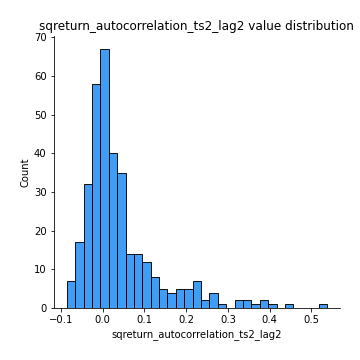 sqreturn_autocorrelation_ts2_lag2 value distribution
70
60
50
40
30
20
10
0
Count
−0.1 0.0 0.1 0.2 0.3 0.4 0.5
sqreturn_autocorrelation_ts2_lag2